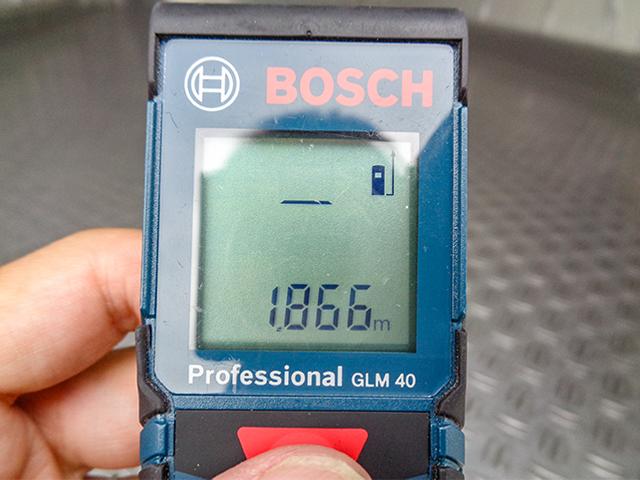 BOSCH
1,866m
Professional GLM 40